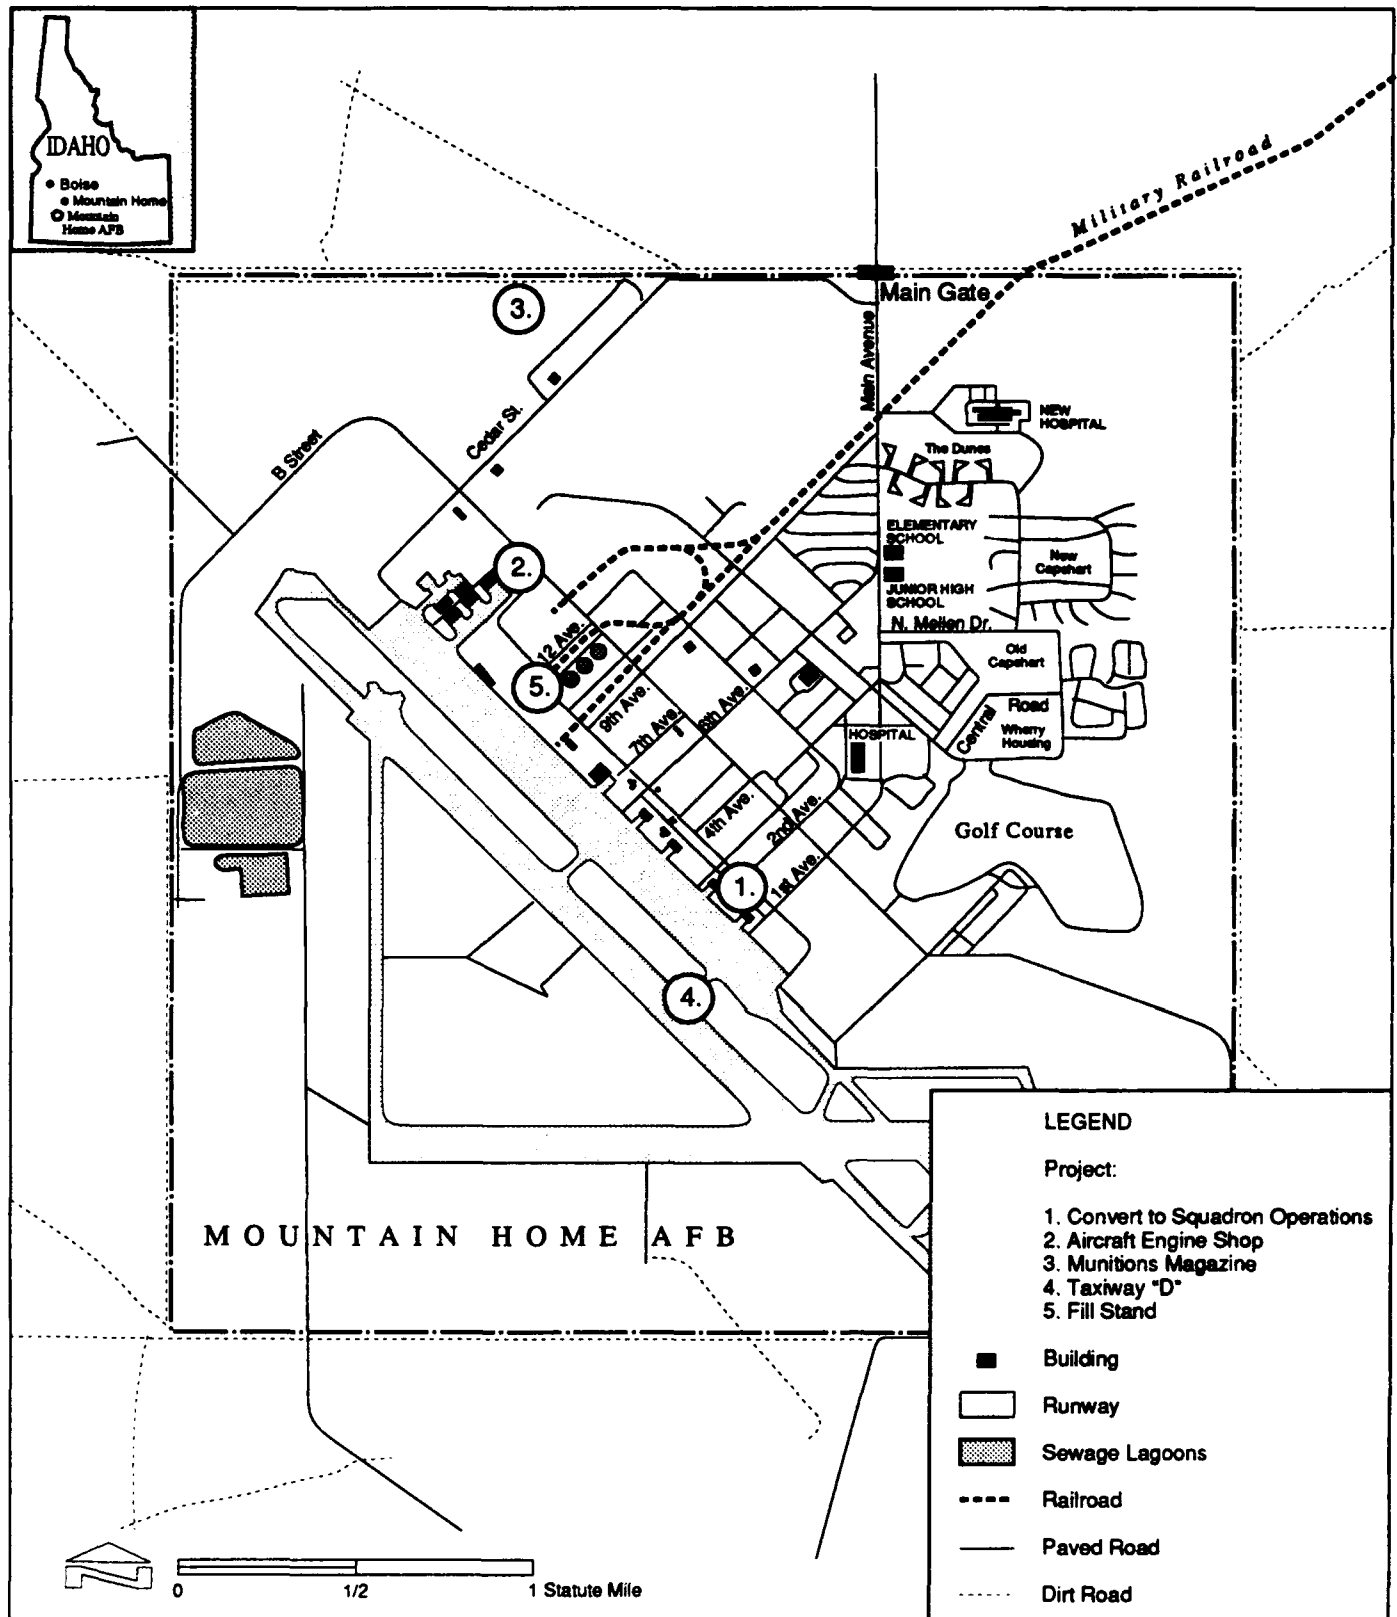 IDAHO
Boise
Mountain Home
Mountain
Home AFB
Military Railroad
3.
Main Gate
Main Avenue
Cedar St.
B Street
NEW
HOSPITAL
The Dunes
ELEMENTARY
SCHOOL
New
Capehart
2.
JUNIOR HIGH
SCHOOL
N. Mellen Dr.
12 Ave.
Old
Capehart
5.
9th Ave.
7th Ave.
6th Ave.
Central
Road
Wherry
Housing
HOSPITAL
4th Ave.
2nd Ave.
Golf Course
1.
1st Ave.
4.
MOUNTAIN HOME AFB
LEGEND
Project:
1. Convert to Squadron Operations
2. Aircraft Engine Shop
3. Munitions Magazine
4. Taxiway "D"
5. Fill Stand
Building
Runway
Sewage Lagoons
Railroad
Paved Road
Dirt Road
N
0 1/2 1 Statute Mile